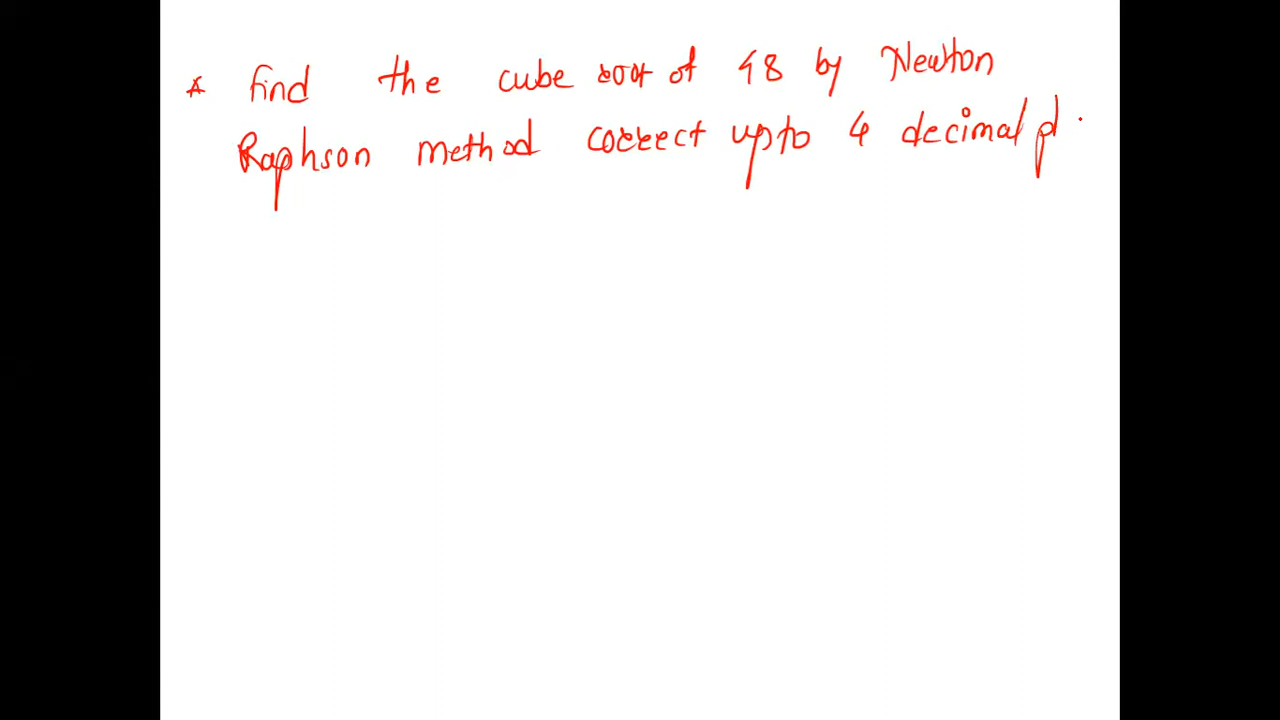 * find the cube root of 48 by Newton
Raphson method correct upto 4 decimal pl.